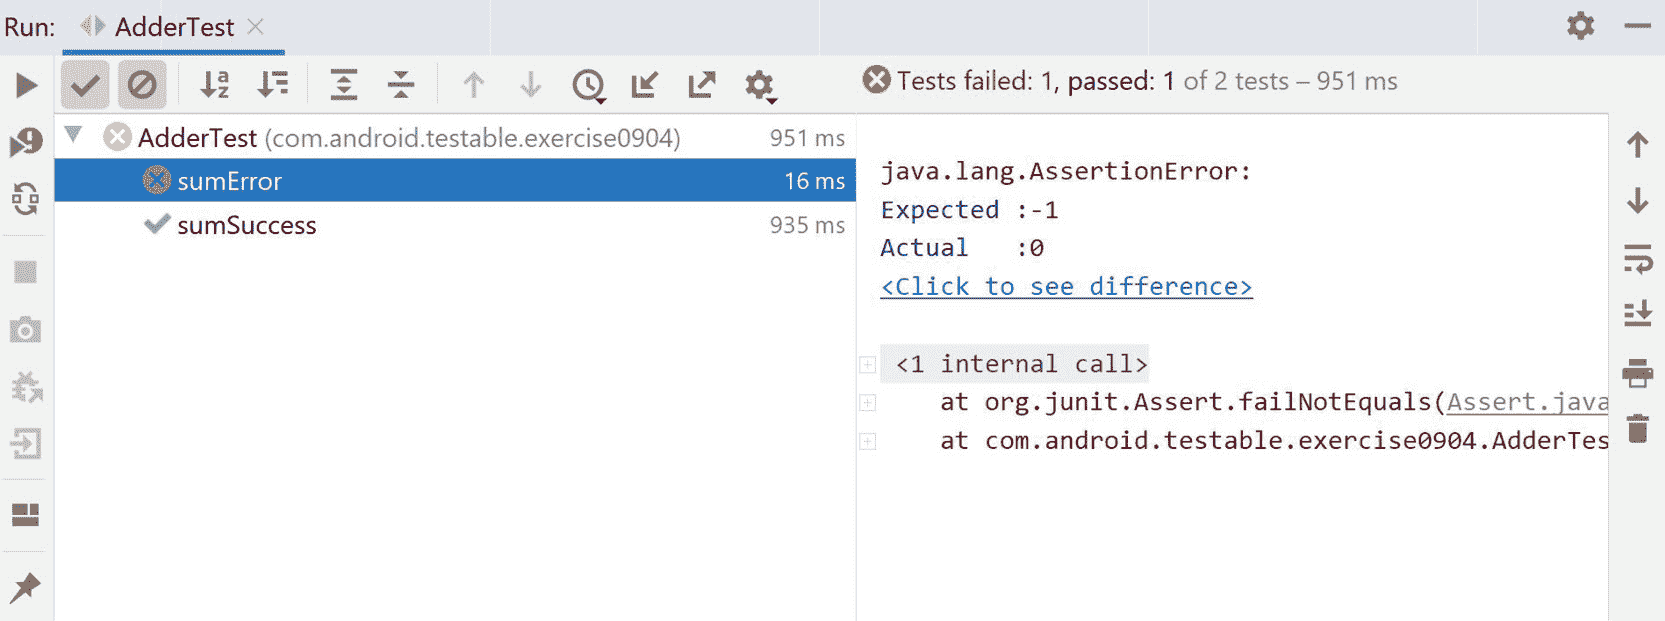 Run: AdderTest
Tests failed: 1, passed: 1 of 2 tests – 951 ms
AdderTest (com.android.testable.exercise0904) 951 ms
sumError 16 ms
sumSuccess 935 ms
java.lang.AssertionError:
Expected :-1
Actual   :0
<Click to see difference>
<1 internal call>
at org.junit.Assert.failNotEquals(Assert.java
at com.android.testable.exercise0904.AdderTes